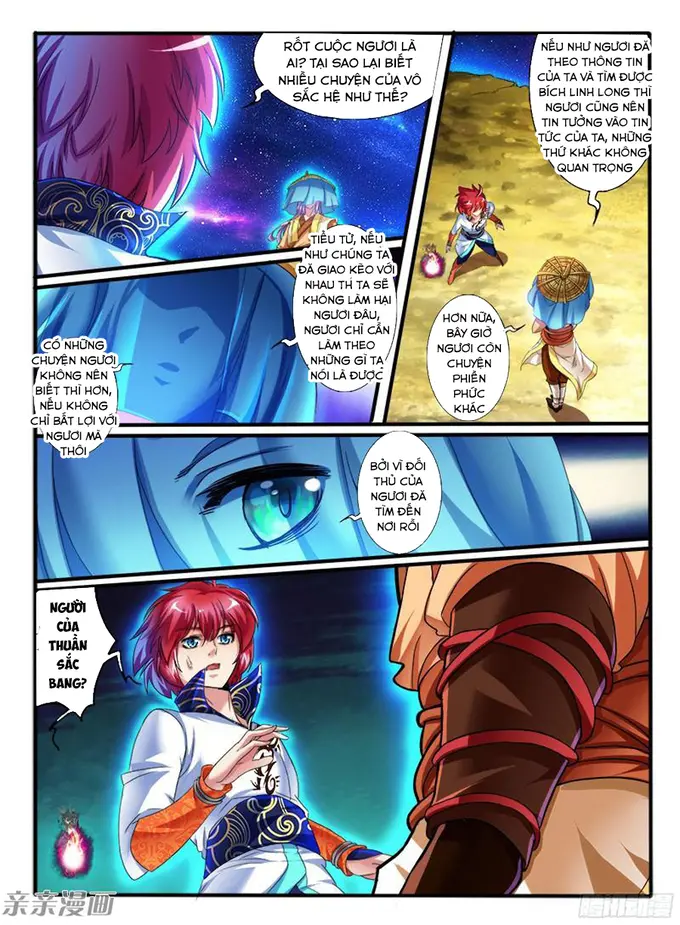 RỐT CUỘC NGƯƠI LÀ
AI? TẠI SAO LẠI BIẾT
NHIỀU CHUYỆN CỦA VÔ
SẮC HỆ NHƯ THẾ?
NẾU NHƯ NGƯƠI ĐÃ
THEO THÔNG TIN
CỦA TA VÀ TÌM ĐƯỢC
BÍCH LINH LONG THÌ
NGƯƠI CŨNG NÊN
TIN TƯỞNG VÀO TIN
TỨC CỦA TA, NHỮNG
THỨ KHÁC KHÔNG
QUAN TRỌNG
TIỂU TỬ, NẾU
NHƯ CHÚNG TA
ĐÃ GIAO KÈO VỚI
NHAU THÌ TA SẼ
KHÔNG LÀM HẠI
NGƯƠI ĐÂU,
NGƯƠI CHỈ CẦN
LÀM THEO
NHỮNG GÌ TA
NÓI LÀ ĐƯỢC
HƠN NỮA,
BÂY GIỜ
NGƯƠI CÒN
CHUYỆN
PHIỀN
PHỨC
KHÁC
CÓ NHỮNG
CHUYỆN NGƯƠI
KHÔNG NÊN
BIẾT THÌ HƠN,
NẾU KHÔNG
CHỈ BẤT LỢI VỚI
NGƯƠI MÀ
THÔI
BỞI VÌ ĐỐI
THỦ CỦA
NGƯƠI ĐÃ
TÌM ĐẾN
NƠI RỒI
NGƯỜI
CỦA
THUẦN
SẮC
BANG?
亲亲漫画